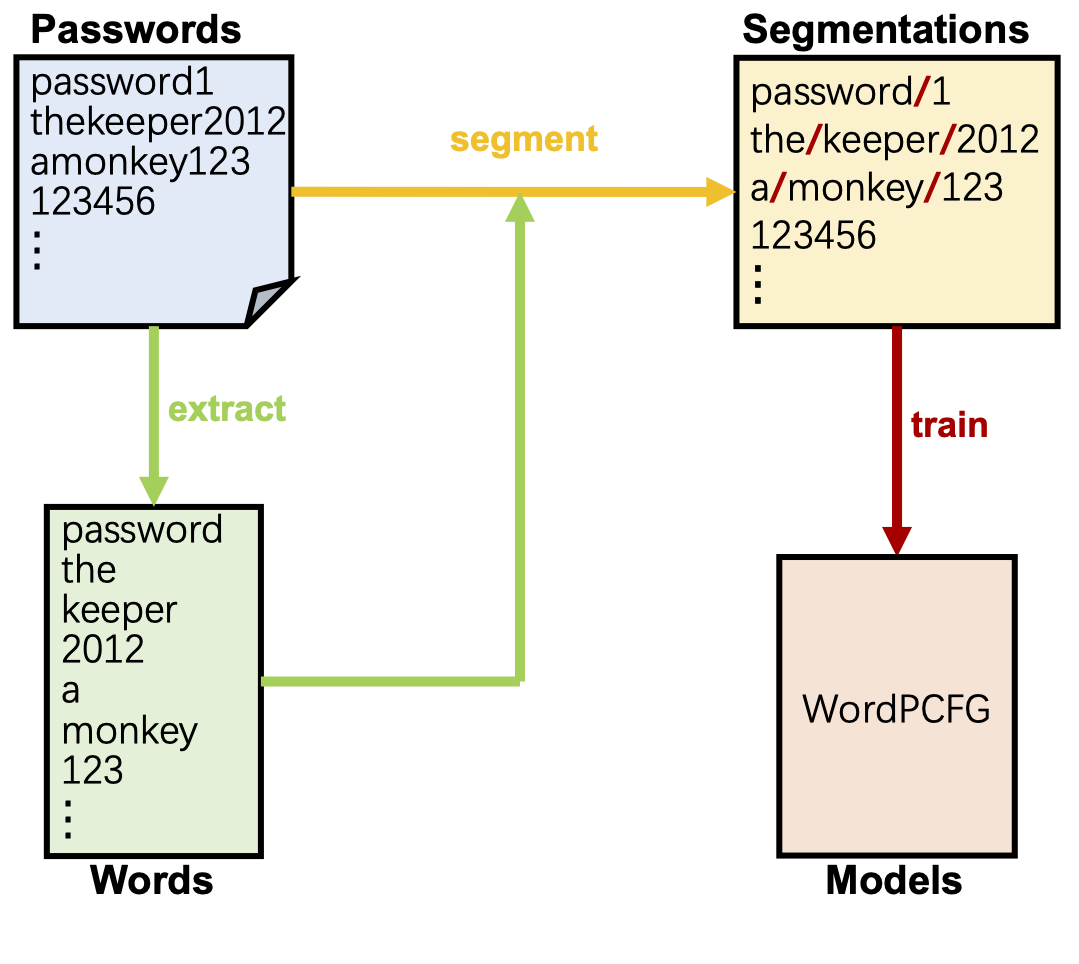 Passwords
password1
thekeeper2012
amonkey123
123456
⋮
segment
Segmentations
password/1
the/keeper/2012
a/monkey/123
123456
⋮
extract
train
password
the
keeper
2012
a
monkey
123
⋮
Words
WordPCFG
Models